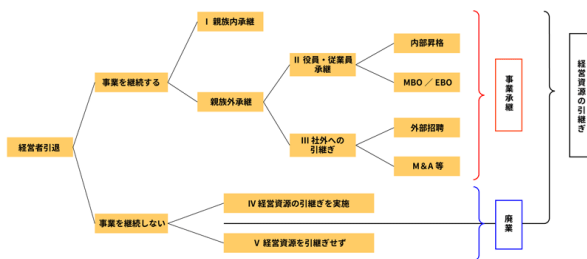 経営者引退
事業を継続する
事業を継続しない
Ⅰ 親族内承継
親族外承継
Ⅱ 役員・従業員
承継
Ⅲ 社外への
引継ぎ
内部昇格
MBO ／ EBO
外部招聘
M＆A 等
Ⅳ 経営資源の引継ぎを実施
Ⅴ 経営資源を引継ぎせず
事業承継
廃業
経営資源の引継ぎ